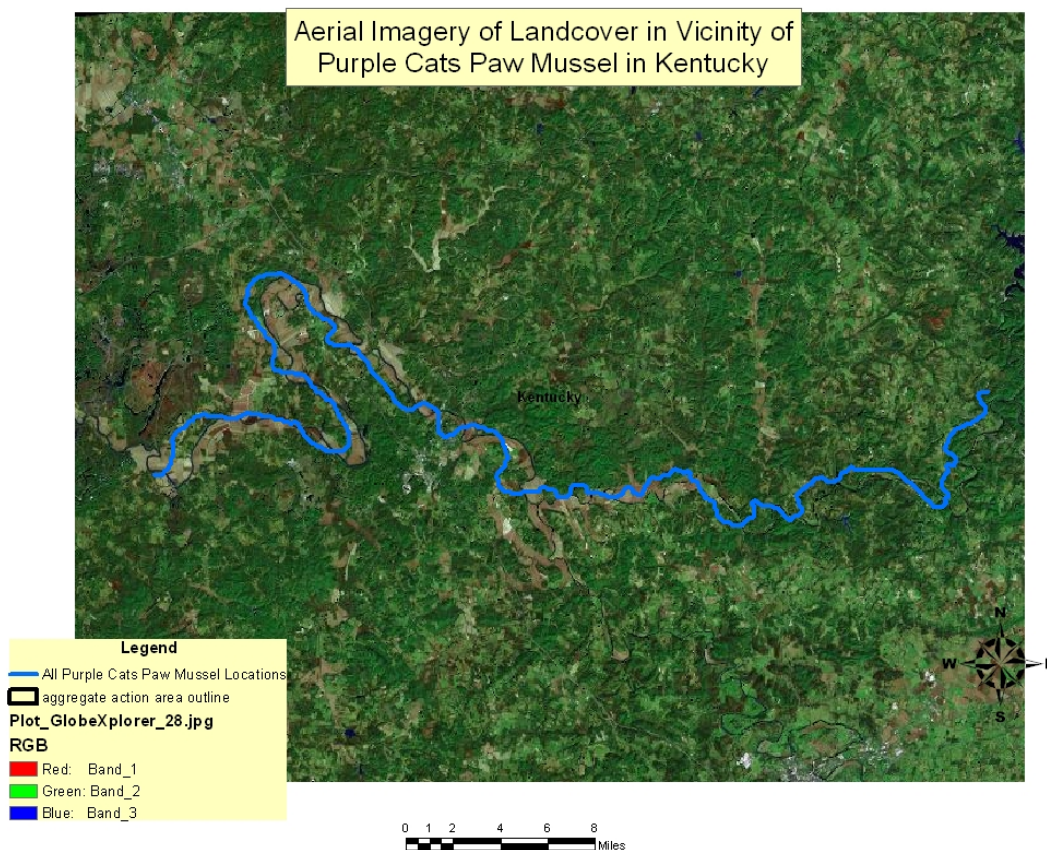 Aerial Imagery of Landcover in Vicinity of
Purple Cats Paw Mussel in Kentucky
Kentucky
N
W
S
Legend
All Purple Cats Paw Mussel Locations
aggregate action area outline
Plot_GlobeXplorer_28.jpg
RGB
Red: Band_1
Green: Band_2
Blue: Band_3
0 1 2 4 6 8
Miles